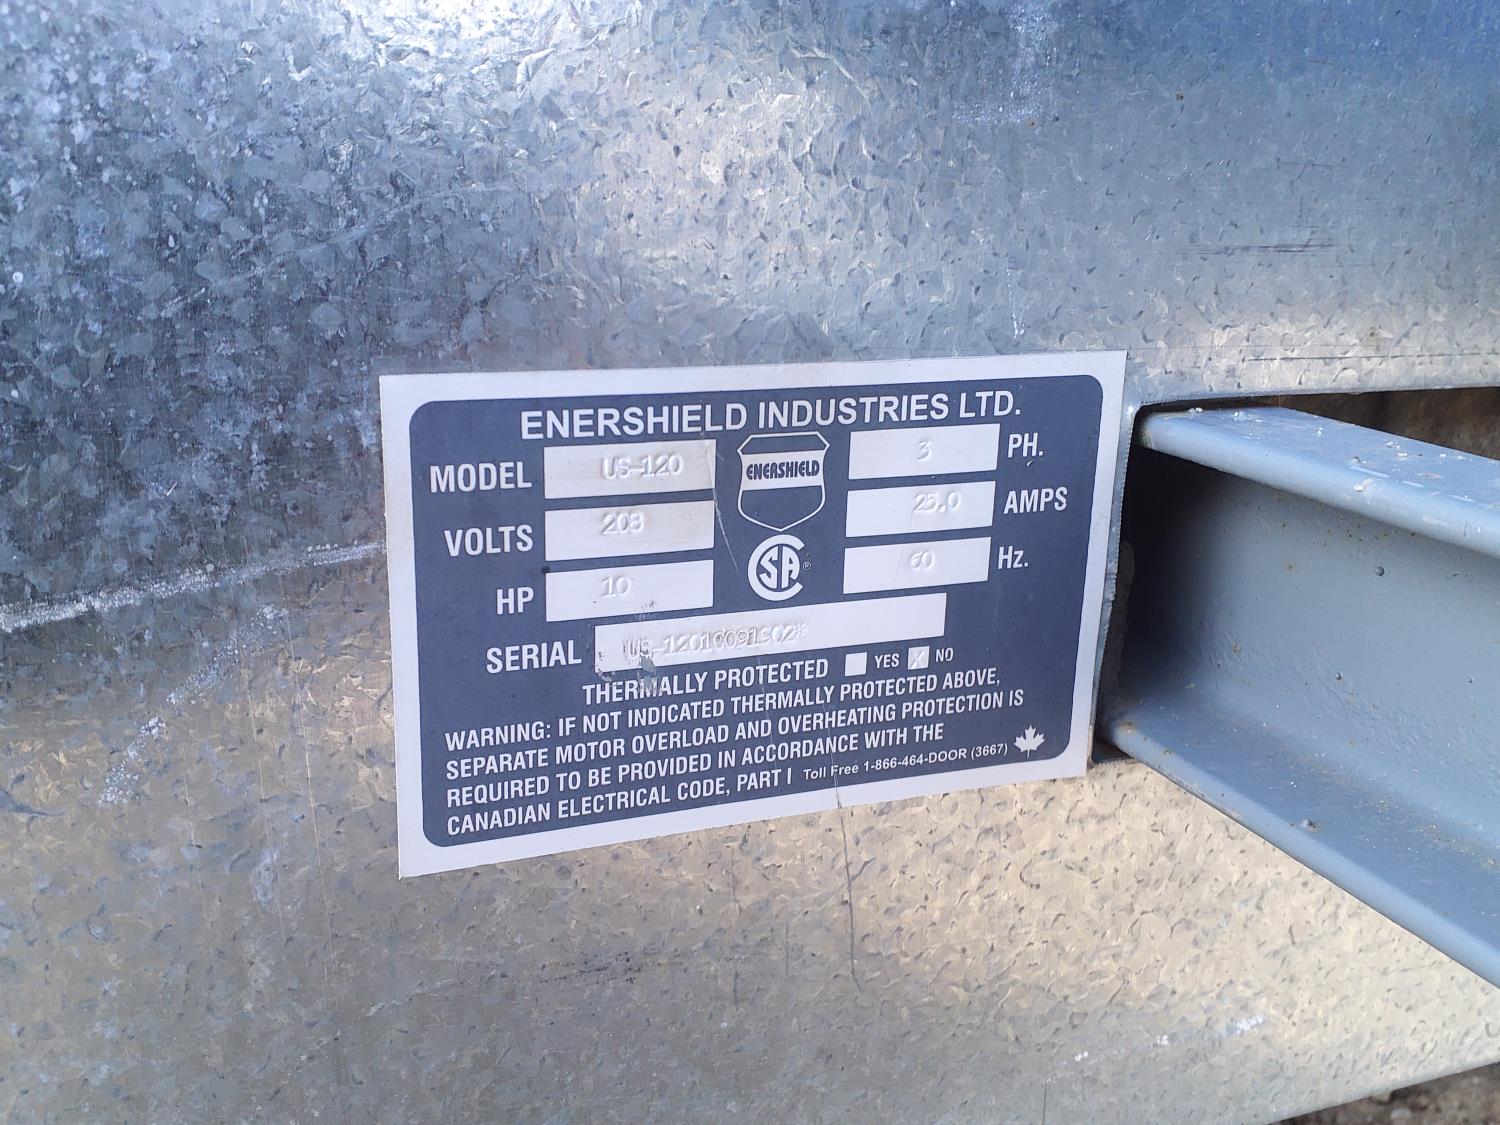 ENERSHIELD INDUSTRIES LTD.
MODEL US-120
ENERSHIELD
3 PH.
VOLTS 208
25.0 AMPS
HP 10
CSA®
60 Hz.
SERIAL
THERMALLY PROTECTED YES X NO
WARNING: IF NOT INDICATED THERMALLY PROTECTED ABOVE,
SEPARATE MOTOR OVERLOAD AND OVERHEATING PROTECTION IS
REQUIRED TO BE PROVIDED IN ACCORDANCE WITH THE
CANADIAN ELECTRICAL CODE, PART I Toll Free 1-866-464-DOOR (3667)